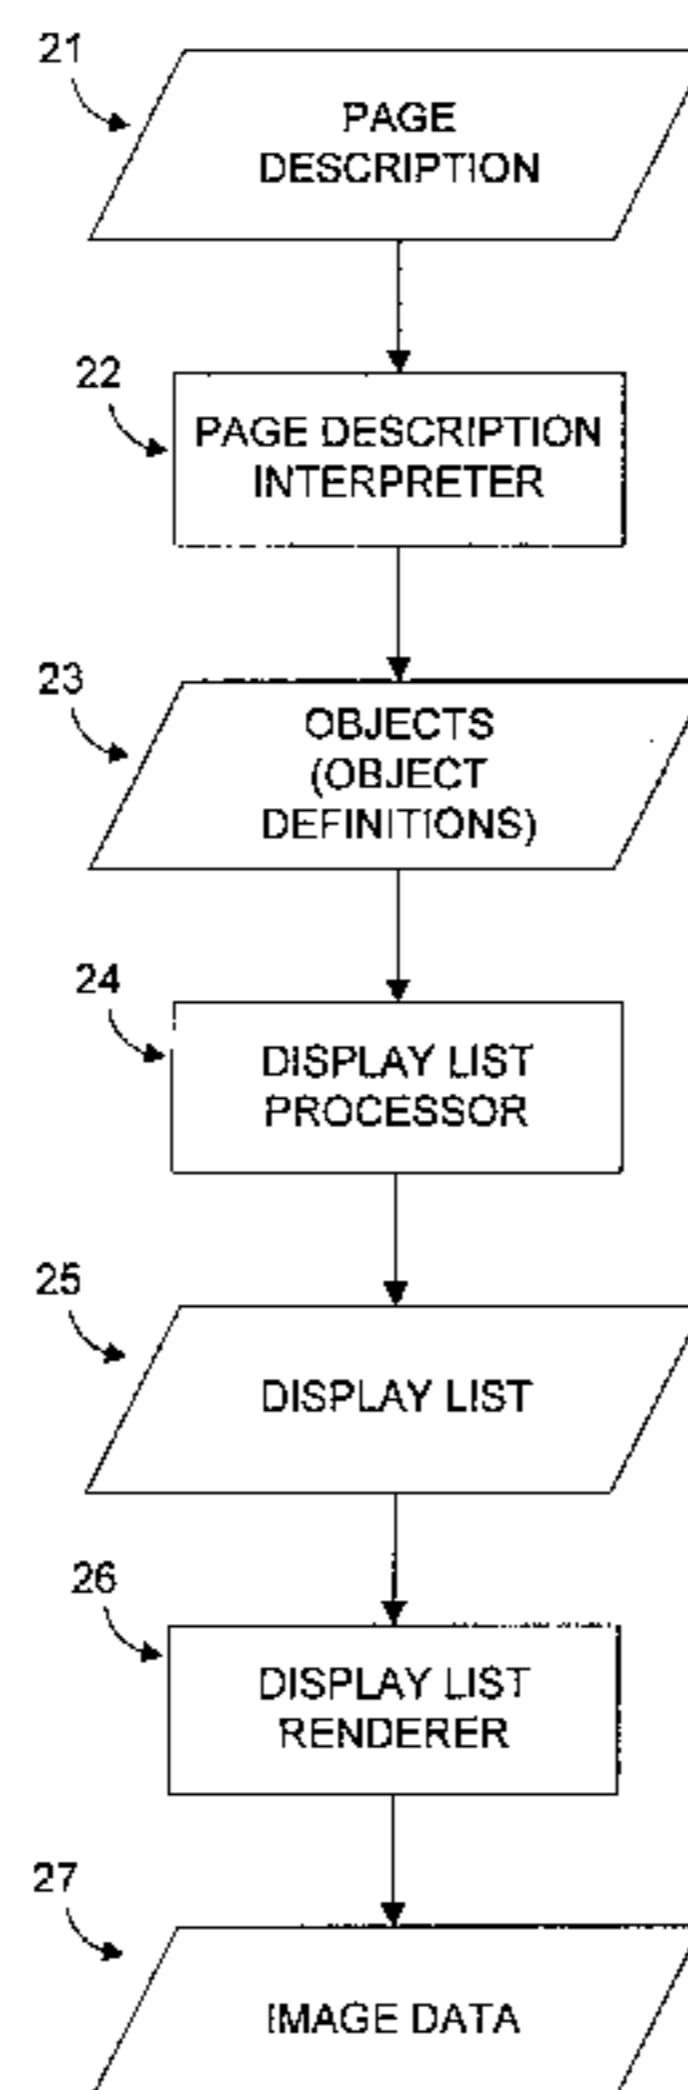 21
PAGE
DESCRIPTION
22
PAGE DESCRIPTION
INTERPRETER
23
OBJECTS
(OBJECT
DEFINITIONS)
24
DISPLAY LIST
PROCESSOR
25
DISPLAY LIST
26
DISPLAY LIST
RENDERER
27
IMAGE DATA